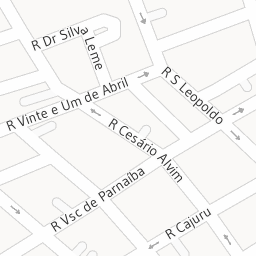 R Dr Silva Leme
R Vinte e Um de Abril
R S Leopoldo
R Cesário Alvim
R Vsc de Parnaíba
R Cajuru